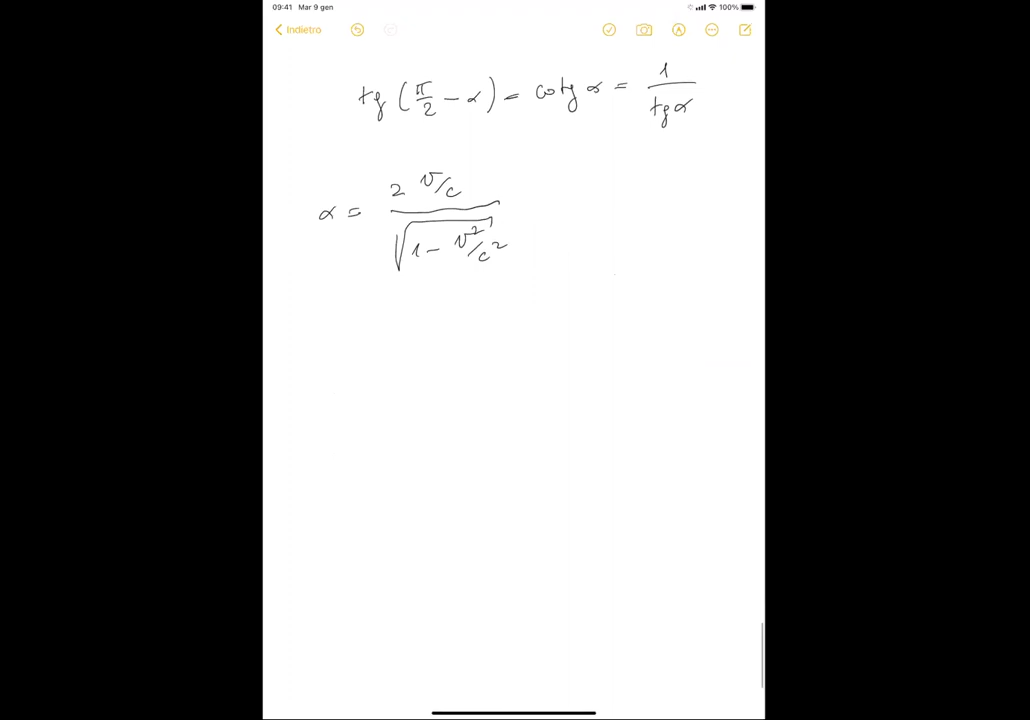 09:41 Mar 9 gen 100%
Indietro
tg (π/2 - α) = cotg α = 1/tg α
α = 2 v/c / √(1 - v²/c²)